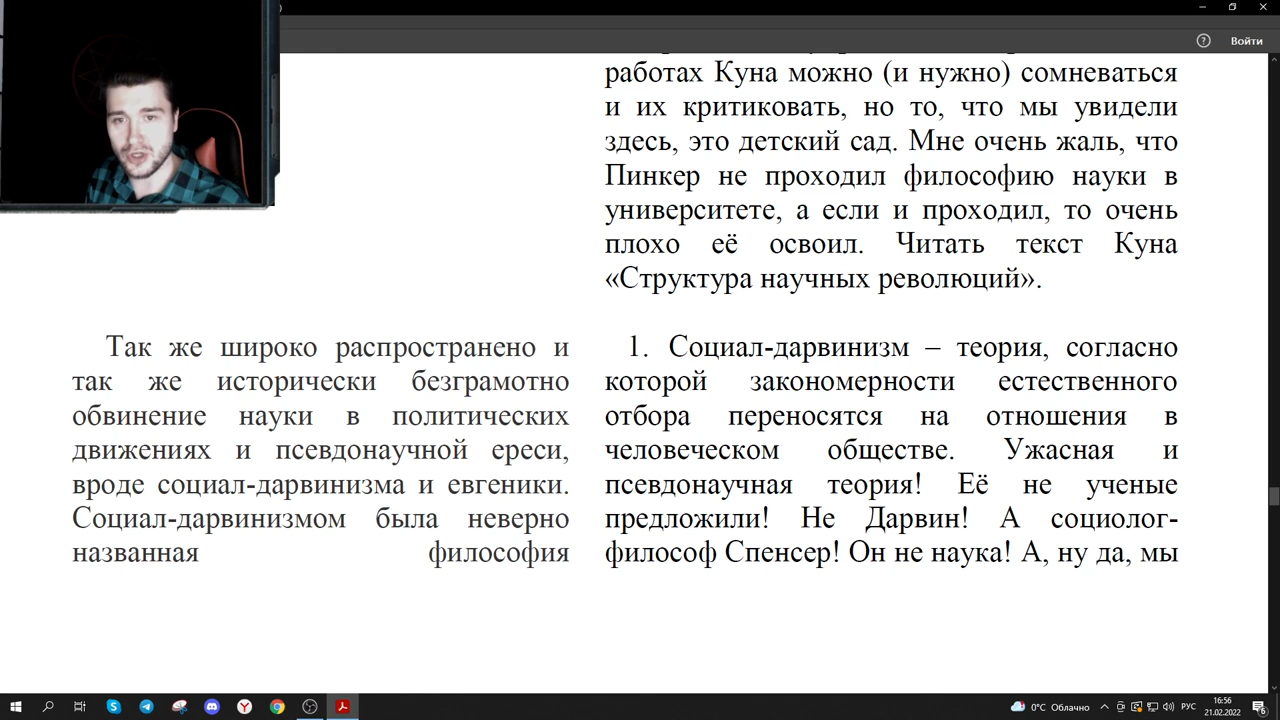 Войти
работах Куна можно (и нужно) сомневаться
и их критиковать, но то, что мы увидели
здесь, это детский сад. Мне очень жаль, что
Пинкер не проходил философию науки в
университете, а если и проходил, то очень
плохо её освоил. Читать текст Куна
«Структура научных революций».
Так же широко распространено и
так же исторически безграмотно
обвинение науки в политических
движениях и псевдонаучной ереси,
вроде социал-дарвинизма и евгеники.
Социал-дарвинизмом была неверно
названная философия
1. Социал-дарвинизм – теория, согласно
которой закономерности естественного
отбора переносятся на отношения в
человеческом обществе. Ужасная и
псевдонаучная теория! Её не ученые
предложили! Не Дарвин! А социолог-
философ Спенсер! Он не наука! А, ну да, мы
0°C Облачно
РУС
16:56
21.02.2022
6